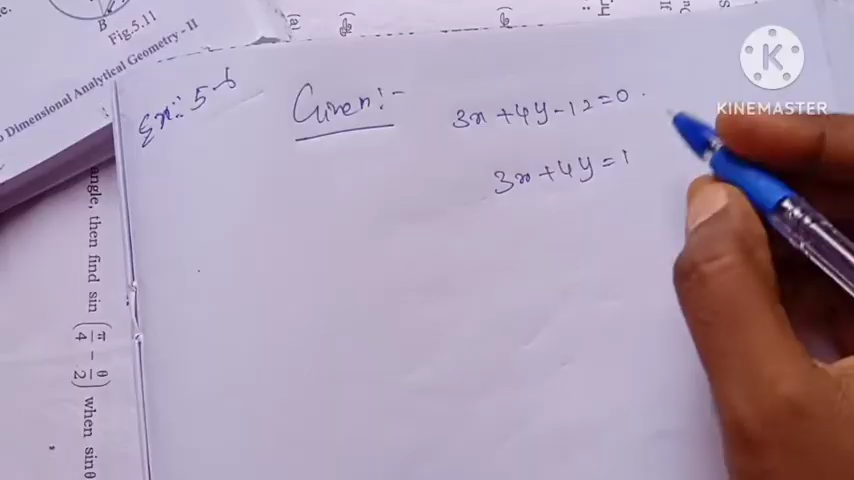 B
Fig.5.11
Dimensional Analytical Geometry - II
Ex: 5.6
Given:-
3x + 4y - 12 = 0.
3x + 4y = 1
KINEMASTER
angle, then find sin (π/4 - θ/2) when sinθ